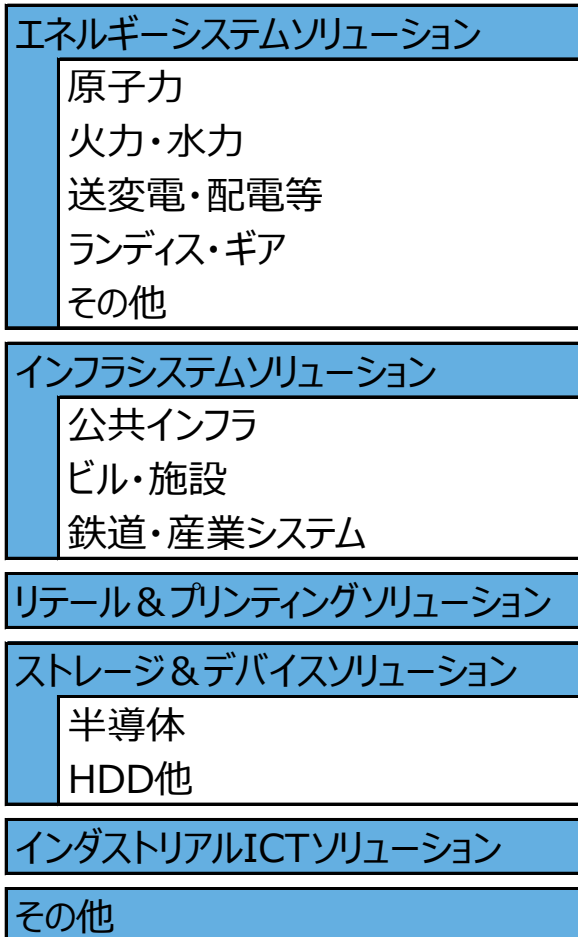 エネルギーシステムソリューション
原子力
火力・水力
送変電・配電等
ランディス・ギア
その他
インフラシステムソリューション
公共インフラ
ビル・施設
鉄道・産業システム
リテール＆プリンティングソリューション
ストレージ＆デバイスソリューション
半導体
HDD他
インダストリアルICTソリューション
その他